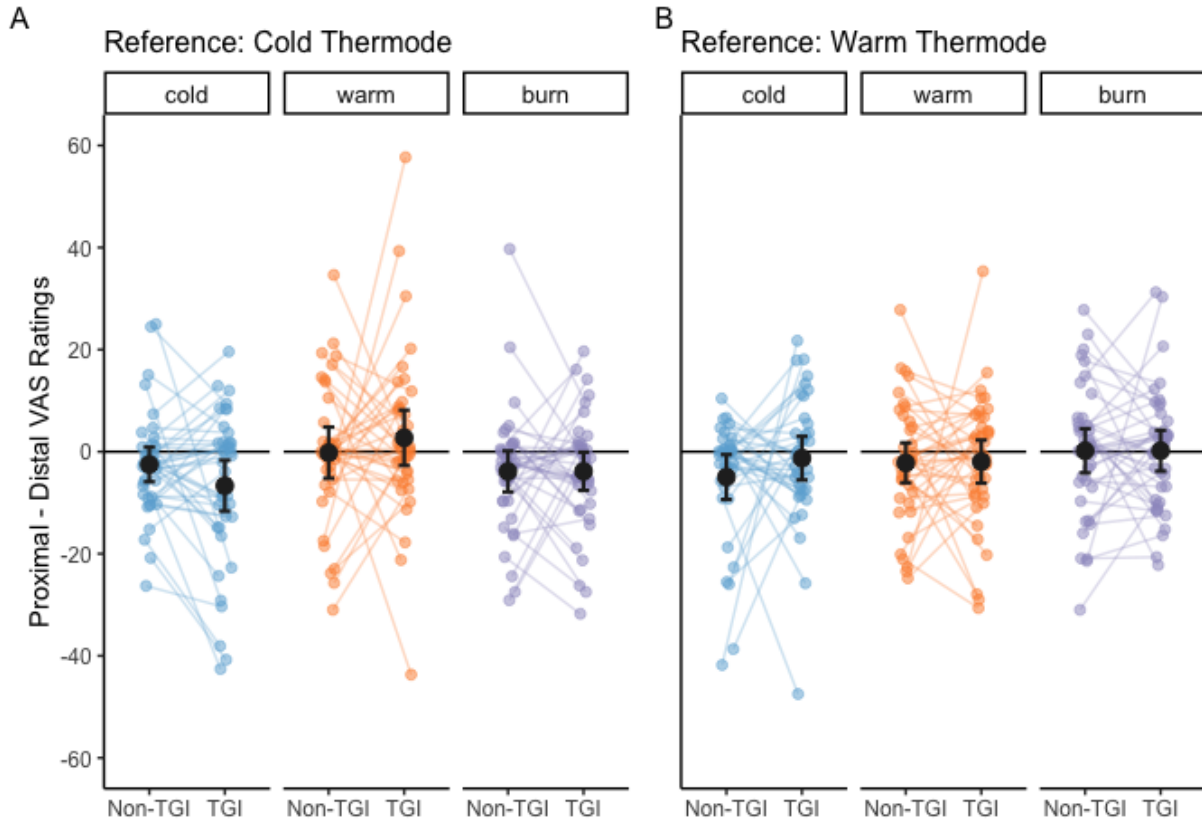 A
Reference: Cold Thermode
cold warm burn
Proximal - Distal VAS Ratings
60
40
20
0
-20
-40
-60
Non-TGI TGI Non-TGI TGI Non-TGI TGI
B
Reference: Warm Thermode
cold warm burn
Non-TGI TGI Non-TGI TGI Non-TGI TGI